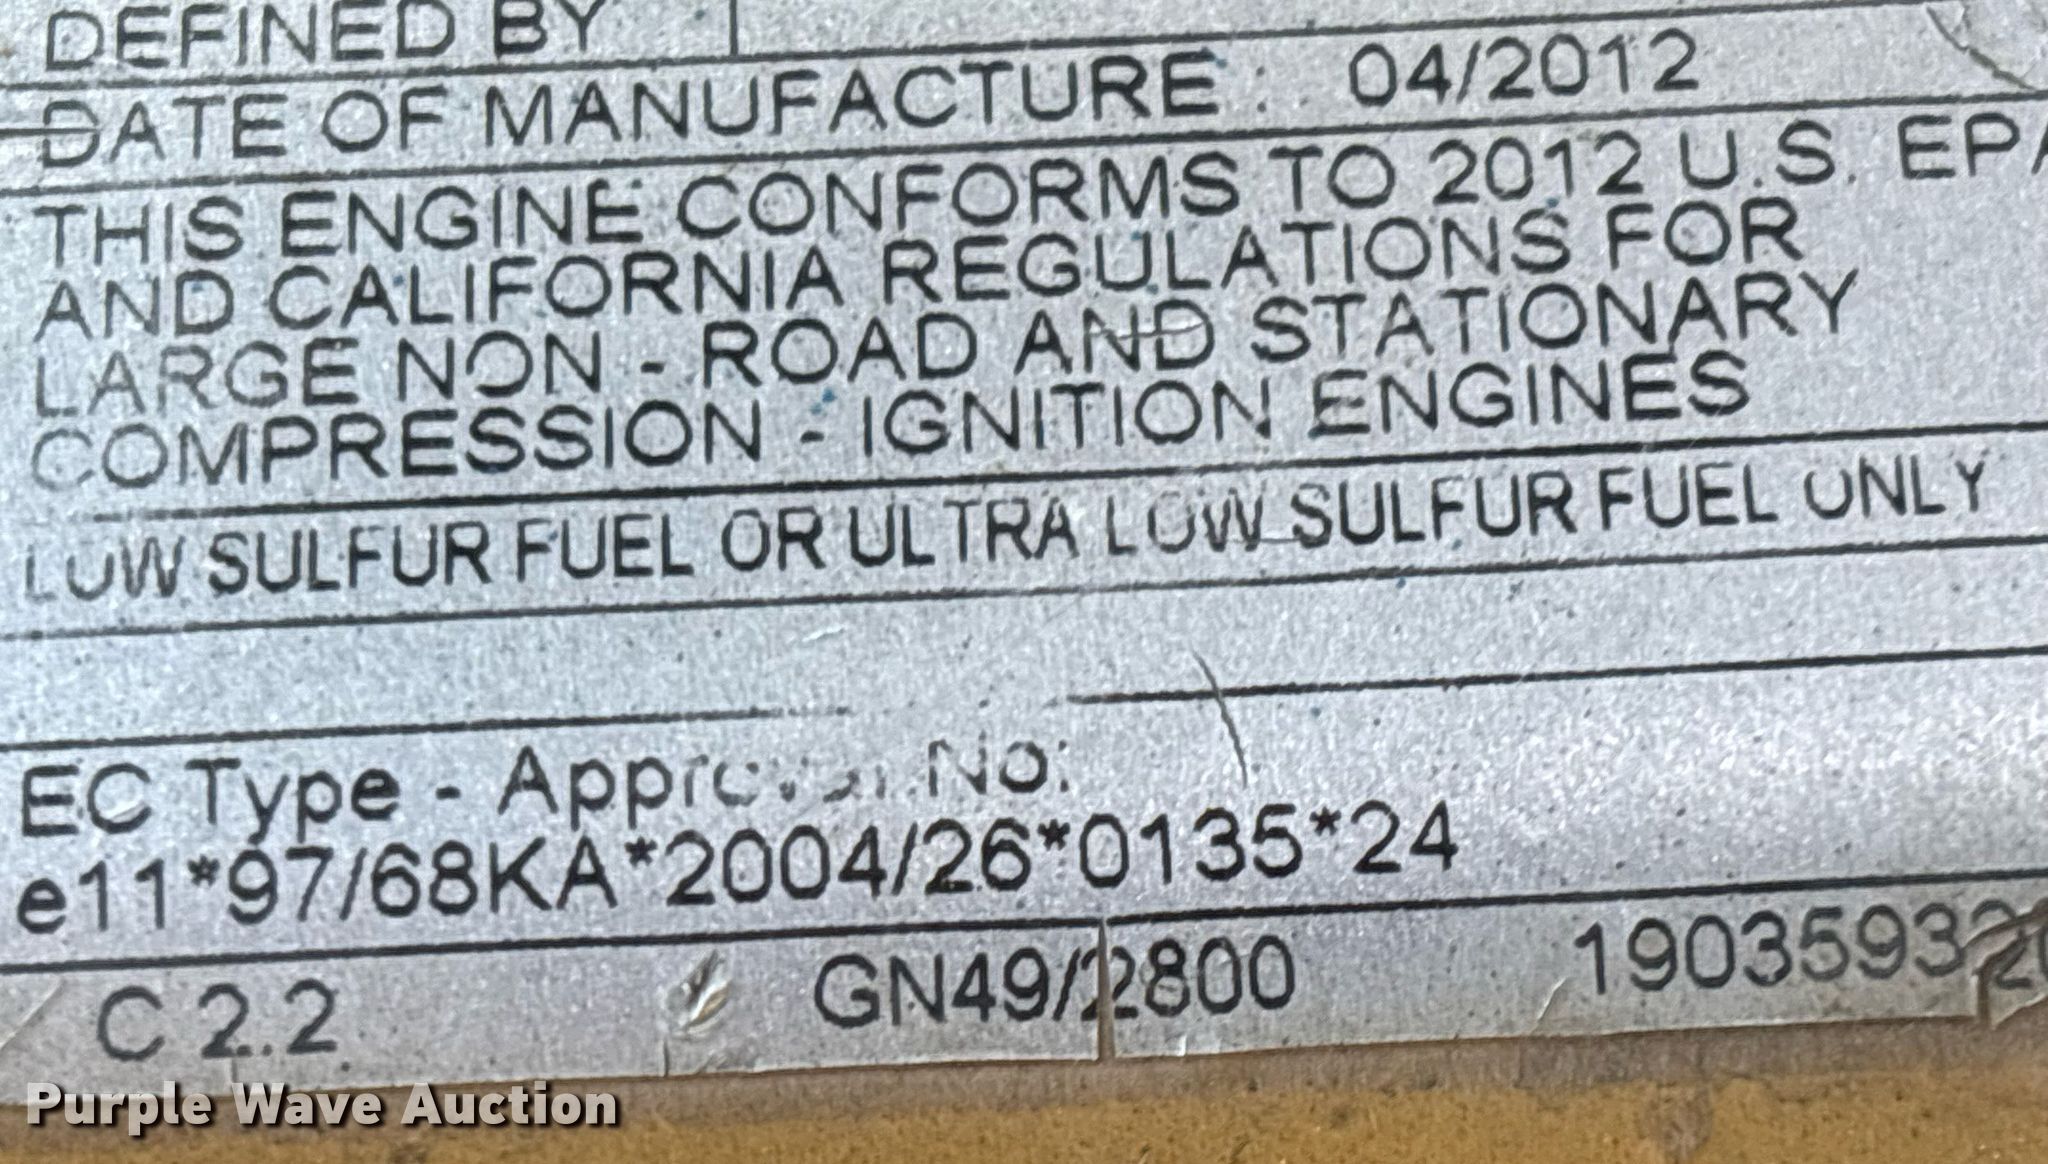 DEFINED BY
DATE OF MANUFACTURE : 04/2012
THIS ENGINE CONFORMS TO 2012 U.S. EPA
AND CALIFORNIA REGULATIONS FOR
LARGE NON - ROAD AND STATIONARY
COMPRESSION - IGNITION ENGINES
LOW SULFUR FUEL OR ULTRA LOW SULFUR FUEL ONLY
EC Type - Approval No:
e11*97/68KA*2004/26*0135*24
C 2.2 GN49/2800
Purple Wave Auction